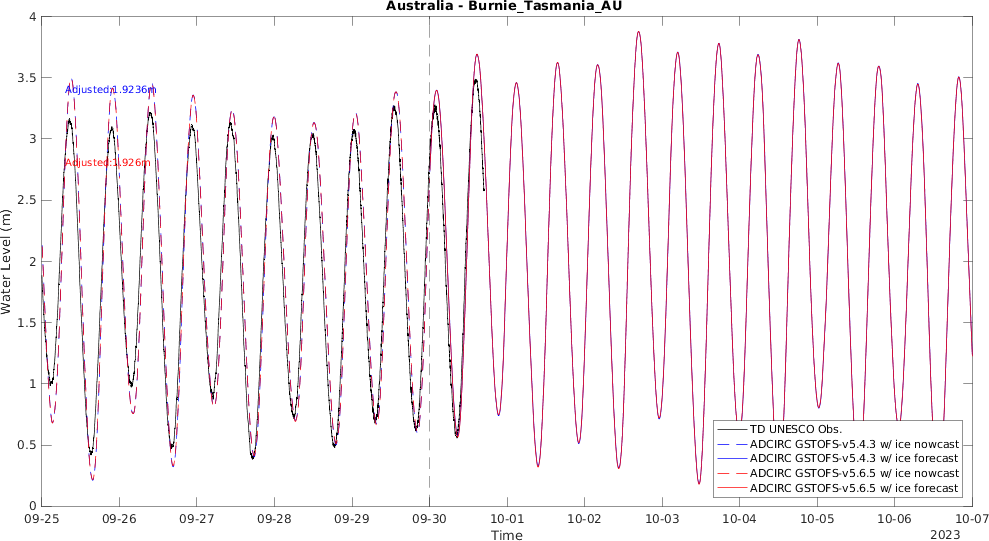 Australia - Burnie_Tasmania_AU
Water Level (m)
4
3.5
3
2.5
2
1.5
1
0.5
0
Adjusted:1.9236m
Adjusted:1.926m
TD UNESCO Obs.
ADCIRC GSTOFS-v5.4.3 w/ ice nowcast
ADCIRC GSTOFS-v5.4.3 w/ ice forecast
ADCIRC GSTOFS-v5.6.5 w/ ice nowcast
ADCIRC GSTOFS-v5.6.5 w/ ice forecast
09-25 09-26 09-27 09-28 09-29 09-30 10-01 10-02 10-03 10-04 10-05 10-06 10-07
Time
2023